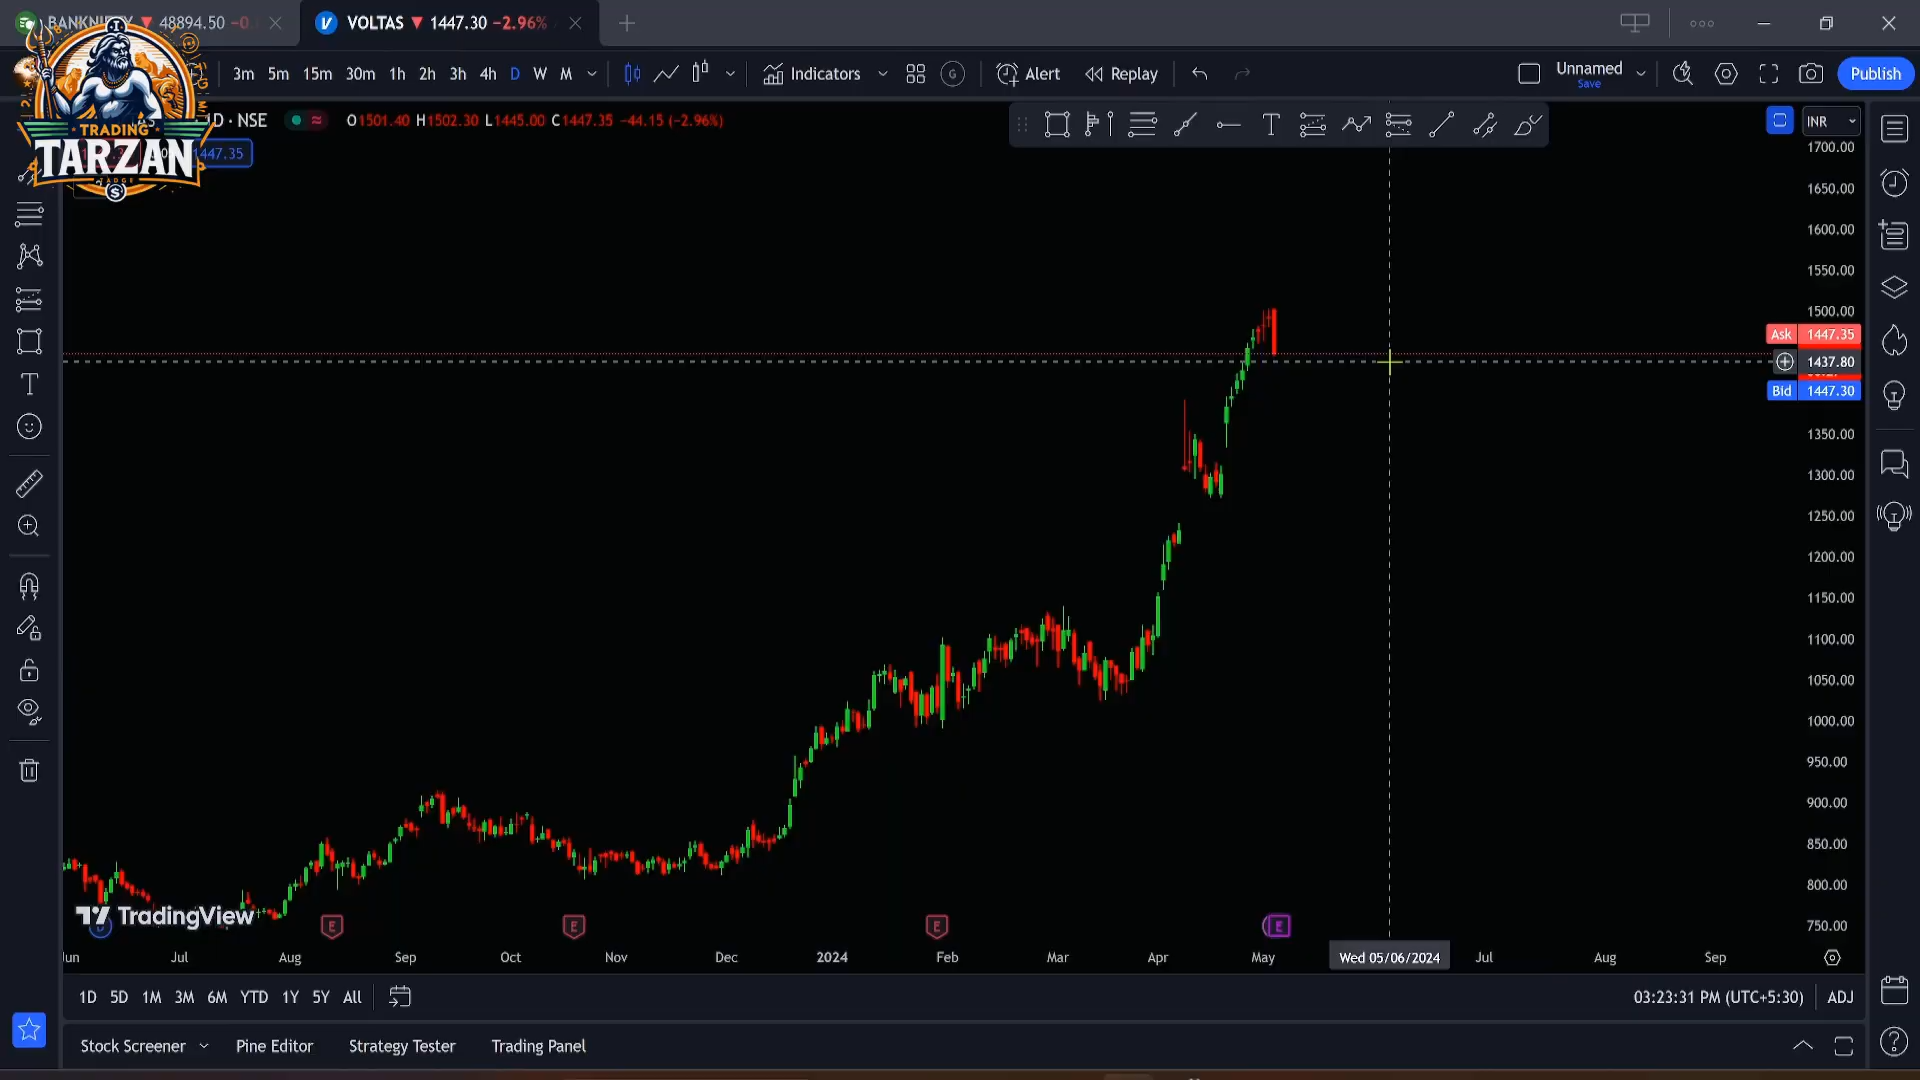 48894.50
VOLTAS ▼ 1447.30 −2.96%
3m 5m 15m 30m 1h 2h 3h 4h D W M
Indicators
G
Alert
Replay
Unnamed
Save
Publish
1D · NSE
O1501.40 H1502.30 L1445.00 C1447.35 −44.15 (−2.96%)
TRADING
TARZAN
1447.35
INR
1700.00
1650.00
1600.00
1550.00
1500.00
Ask 1447.35
1437.80
Bid 1447.30
1350.00
1300.00
1250.00
1200.00
1150.00
1100.00
1050.00
1000.00
950.00
900.00
850.00
800.00
750.00
TradingView
E E E E
Jul Aug Sep Oct Nov Dec 2024 Feb Mar Apr May Wed 05/06/2024 Jul Aug Sep
1D 5D 1M 3M 6M YTD 1Y 5Y All
03:23:31 PM (UTC+5:30) ADJ
Stock Screener Pine Editor Strategy Tester Trading Panel